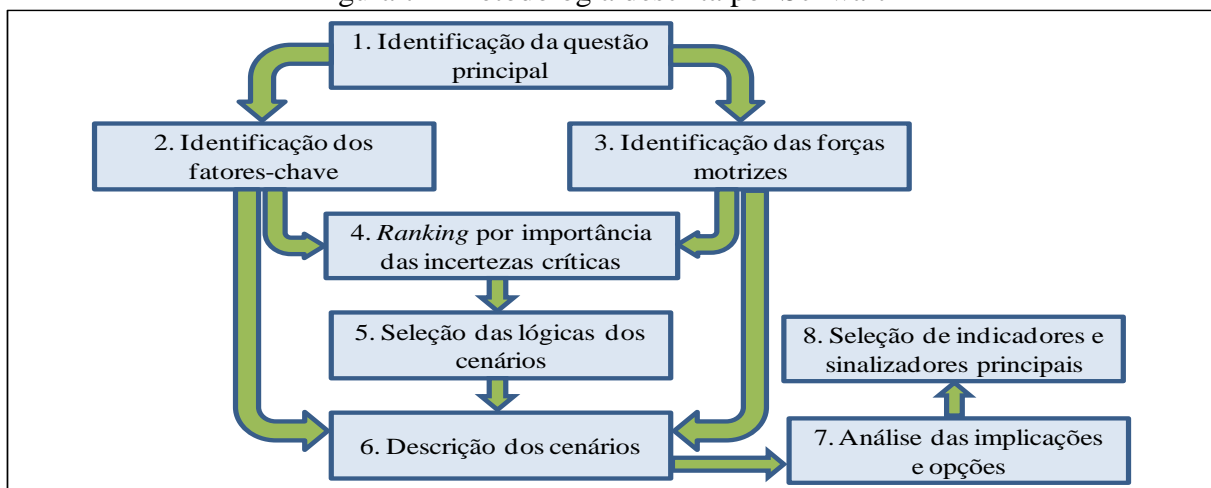 1. Identificação da questão
principal
2. Identificação dos
fatores-chave
3. Identificação das forças
motrizes
4. Ranking por importância
das incertezas críticas
5. Seleção das lógicas dos
cenários
8. Seleção de indicadores e
sinalizadores principais
6. Descrição dos cenários
7. Análise das implicações
e opções